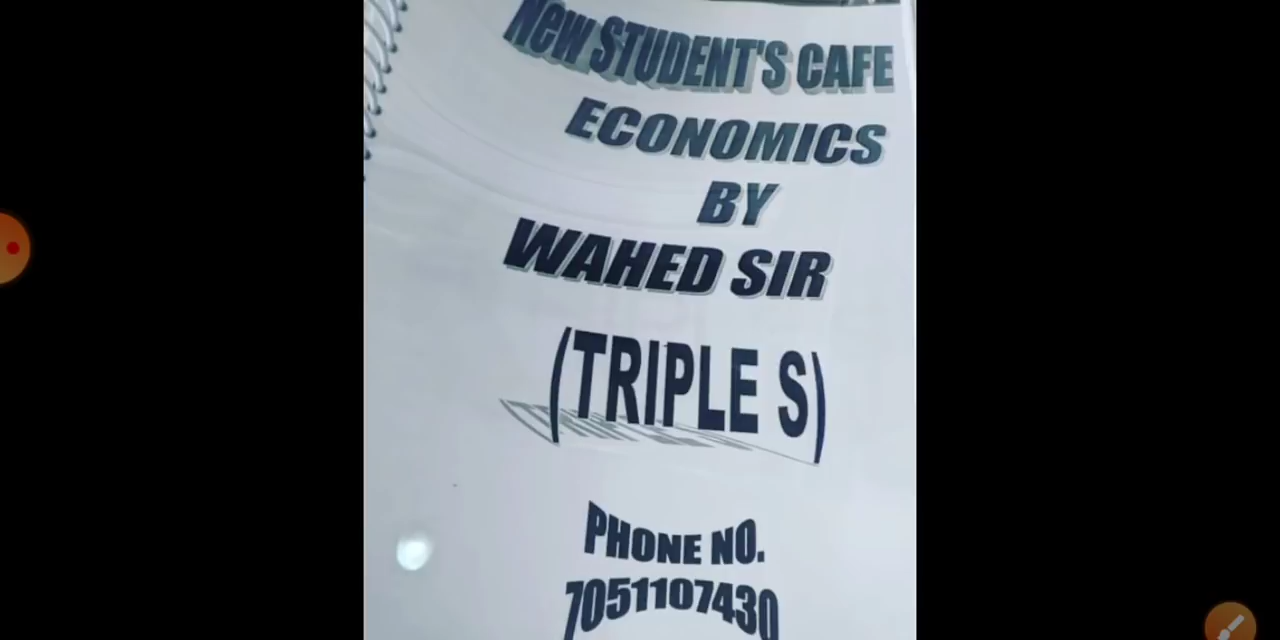 New STUDENT'S CAFE
ECONOMICS
BY
WAHED SIR
(TRIPLE S)
PHONE NO.
7051107430